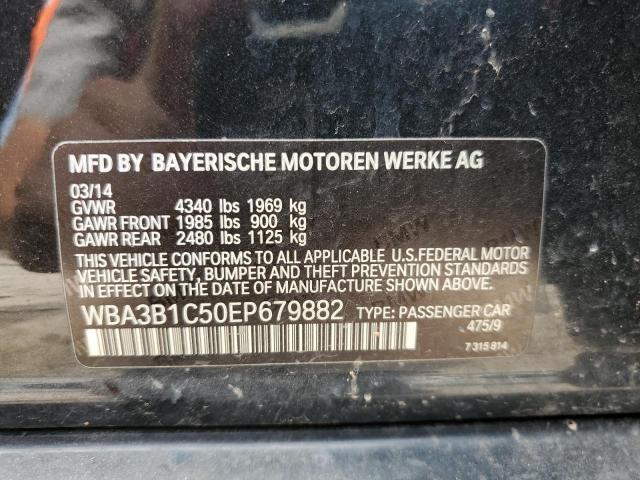 MFD BY BAYERISCHE MOTOREN WERKE AG
03/14
GVWR 4340 lbs 1969 kg
GAWR FRONT 1985 lbs 900 kg
GAWR REAR 2480 lbs 1125 kg
THIS VEHICLE CONFORMS TO ALL APPLICABLE U.S.FEDERAL MOTOR
VEHICLE SAFETY, BUMPER AND THEFT PREVENTION STANDARDS
IN EFFECT ON THE DATE OF MANUFACTURE SHOWN ABOVE.
WBA3B1C50EP679882 TYPE: PASSENGER CAR
475/9
7 315 814